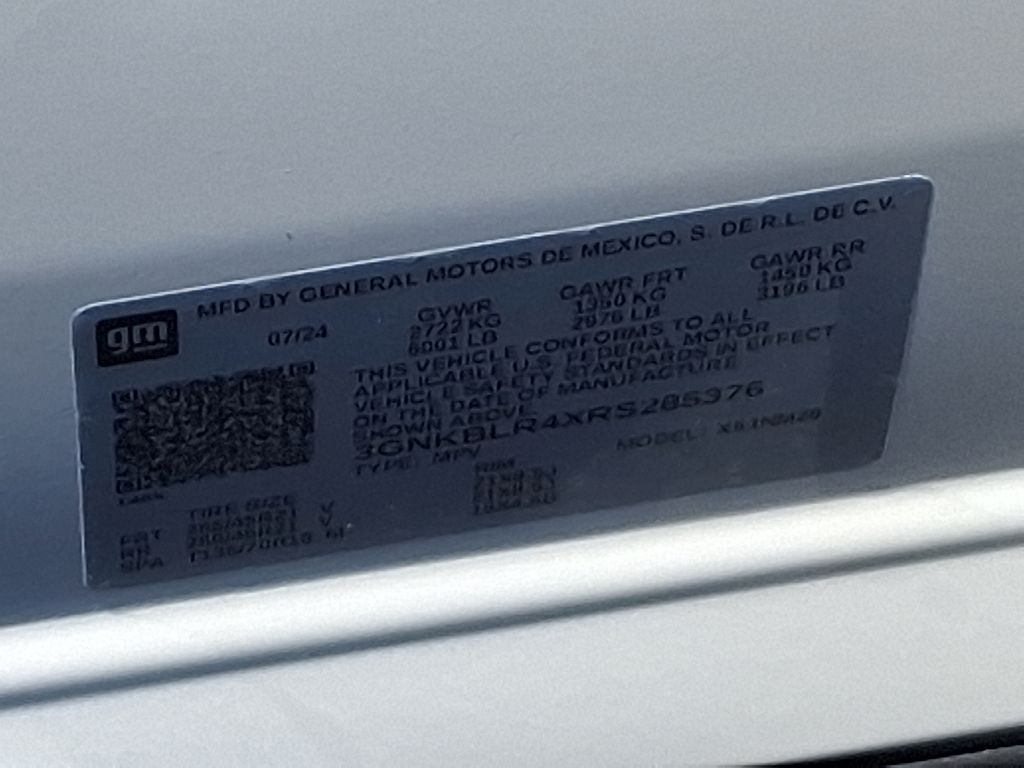 MFD BY GENERAL MOTORS DE MEXICO, S. DE R.L. DE C.V.
gm
07/24
GVWR
2722 KG
6001 LB
GAWR FRT
1350 KG
2976 LB
GAWR RR
1450 KG
3196 LB
THIS VEHICLE CONFORMS TO ALL
APPLICABLE U.S. FEDERAL MOTOR
VEHICLE SAFETY STANDARDS IN EFFECT
ON THE DATE OF MANUFACTURE
SHOWN ABOVE.
3GNKBLR4XRS285376
TYPE: MPV
MODEL:
TIRE SIZE
RIM
FRT
RR
SPA